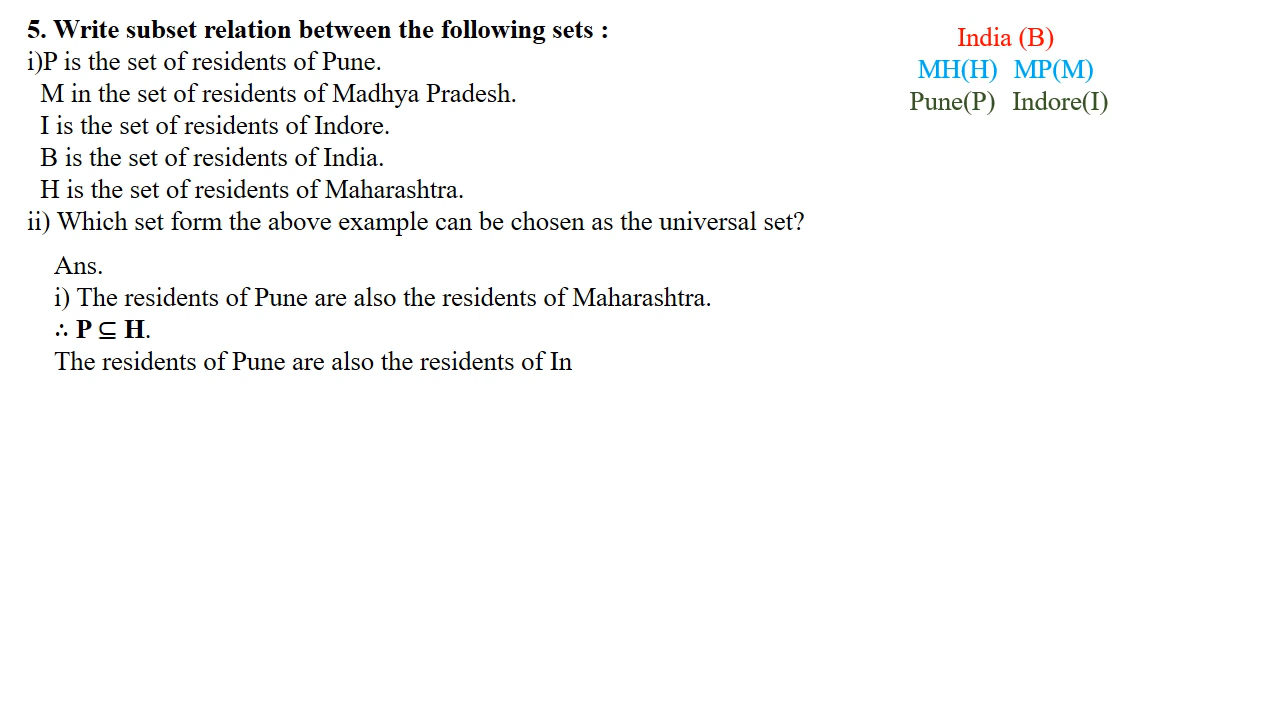 5. Write subset relation between the following sets :
i)P is the set of residents of Pune.
M in the set of residents of Madhya Pradesh.
I is the set of residents of Indore.
B is the set of residents of India.
H is the set of residents of Maharashtra.
ii) Which set form the above example can be chosen as the universal set?
India (B)
MH(H) MP(M)
Pune(P) Indore(I)
Ans.
i) The residents of Pune are also the residents of Maharashtra.
∴ P ⊆ H.
The residents of Pune are also the residents of In